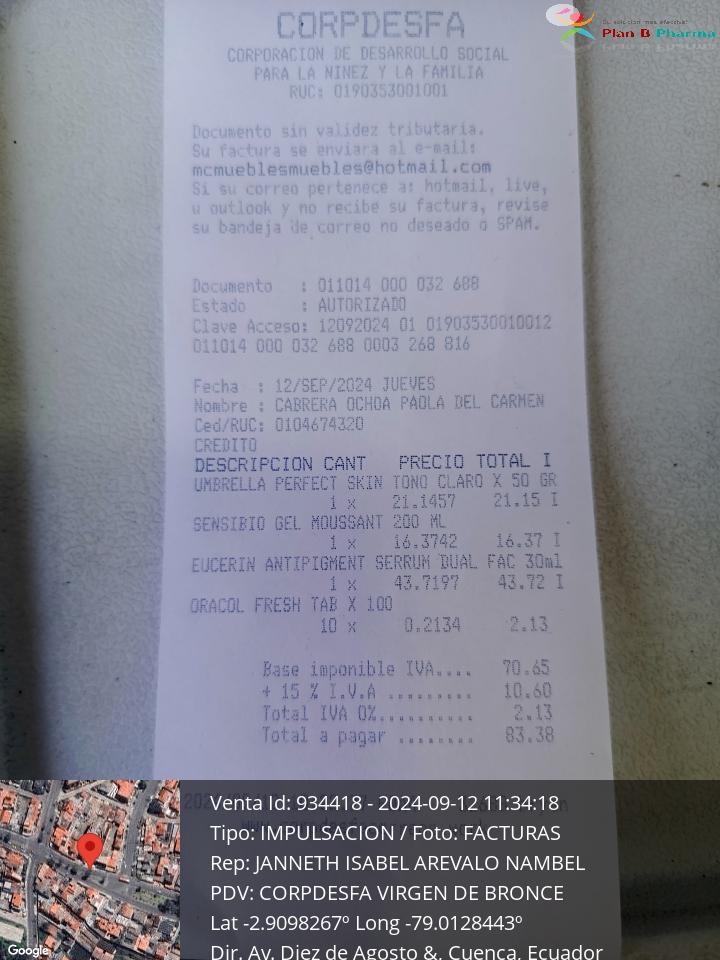 CORPDESFA
CORPORACION DE DESARROLLO SOCIAL
PARA LA NINEZ Y LA FAMILIA
RUC: 0190353001001
Su solución más efectiva!
Plan B Pharma
Documento sin validez tributaria.
Su factura se enviara al e-mail:
mcmueblesmuebles@hotmail.com
Si su correo pertenece a: hotmail, live,
u outlook y no recibe su factura, revise
su bandeja de correo no deseado o SPAM.
Documento : 011014 000 032 688
Estado : AUTORIZADO
Clave Acceso: 12092024 01 01903530010012
011014 000 032 688 0003 268 816
Fecha : 12/SEP/2024 JUEVES
Nombre : CABRERA OCHOA PAOLA DEL CARMEN
Ced/RUC: 0104674320
CREDITO
DESCRIPCION CANT PRECIO TOTAL I
UMBRELLA PERFECT SKIN TONO CLARO X 50 GR
1 x 21.1457 21.15 I
SENSIBIO GEL MOUSSANT 200 ML
1 x 16.3742 16.37 I
EUCERIN ANTIPIGMENT SERRUM DUAL FAC 30ml
1 x 43.7197 43.72 I
ORACOL FRESH TAB X 100
10 x 0.2134 2.13
Base imponible IVA.... 70.65
+ 15 % I.V.A ......... 10.60
Total IVA 0%.......... 2.13
Total a pagar ........ 83.38
Venta Id: 934418 - 2024-09-12 11:34:18
Tipo: IMPULSACION / Foto: FACTURAS
Rep: JANNETH ISABEL AREVALO NAMBEL
PDV: CORPDESFA VIRGEN DE BRONCE
Lat -2.9098267º Long -79.0128443º
Dir. Av. Diez de Agosto &, Cuenca, Ecuador
Google